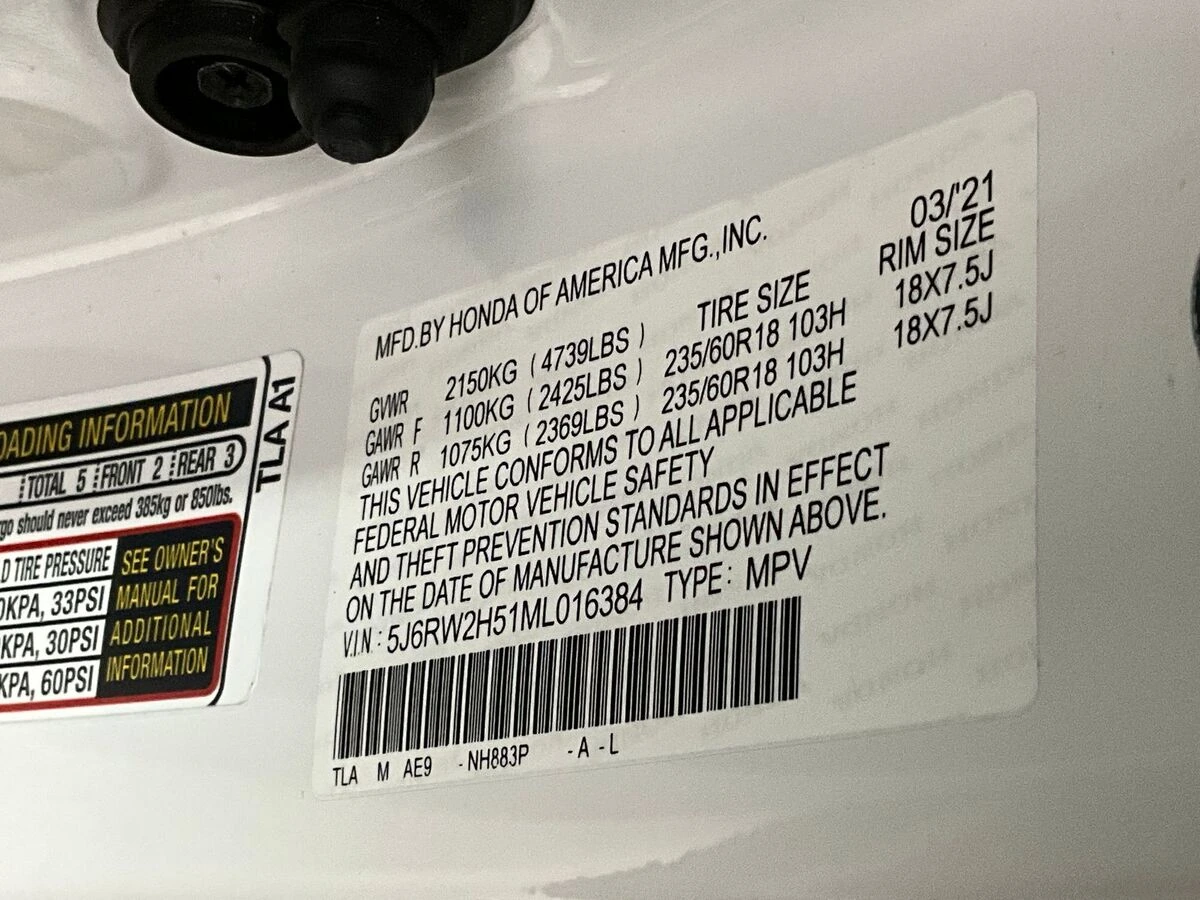 OADING INFORMATION
TOTAL 5 FRONT 2 REAR 3
should never exceed 385kg or 850lbs.
TIRE PRESSURE
33PSI
KPA, 30PSI
KPA, 60PSI
SEE OWNER'S
MANUAL FOR
ADDITIONAL
INFORMATION
TLA A1
MFD.BY HONDA OF AMERICA MFG.,INC. 03/'21
TIRE SIZE RIM SIZE
GVWR 2150KG (4739LBS)
GAWR F 1100KG (2425LBS) 235/60R18 103H 18X7.5J
GAWR R 1075KG (2369LBS) 235/60R18 103H 18X7.5J
THIS VEHICLE CONFORMS TO ALL APPLICABLE
FEDERAL MOTOR VEHICLE SAFETY
AND THEFT PREVENTION STANDARDS IN EFFECT
ON THE DATE OF MANUFACTURE SHOWN ABOVE.
V.I.N.: 5J6RW2H51ML016384 TYPE: MPV
TLA M AE9 -NH883P -A -L